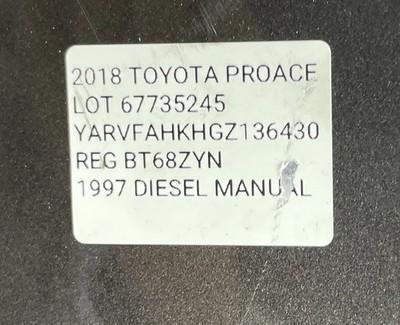 2018 TOYOTA PROACE
LOT 67735245
YARVFAHKHGZ136430
REG BT68ZYN
1997 DIESEL MANUAL